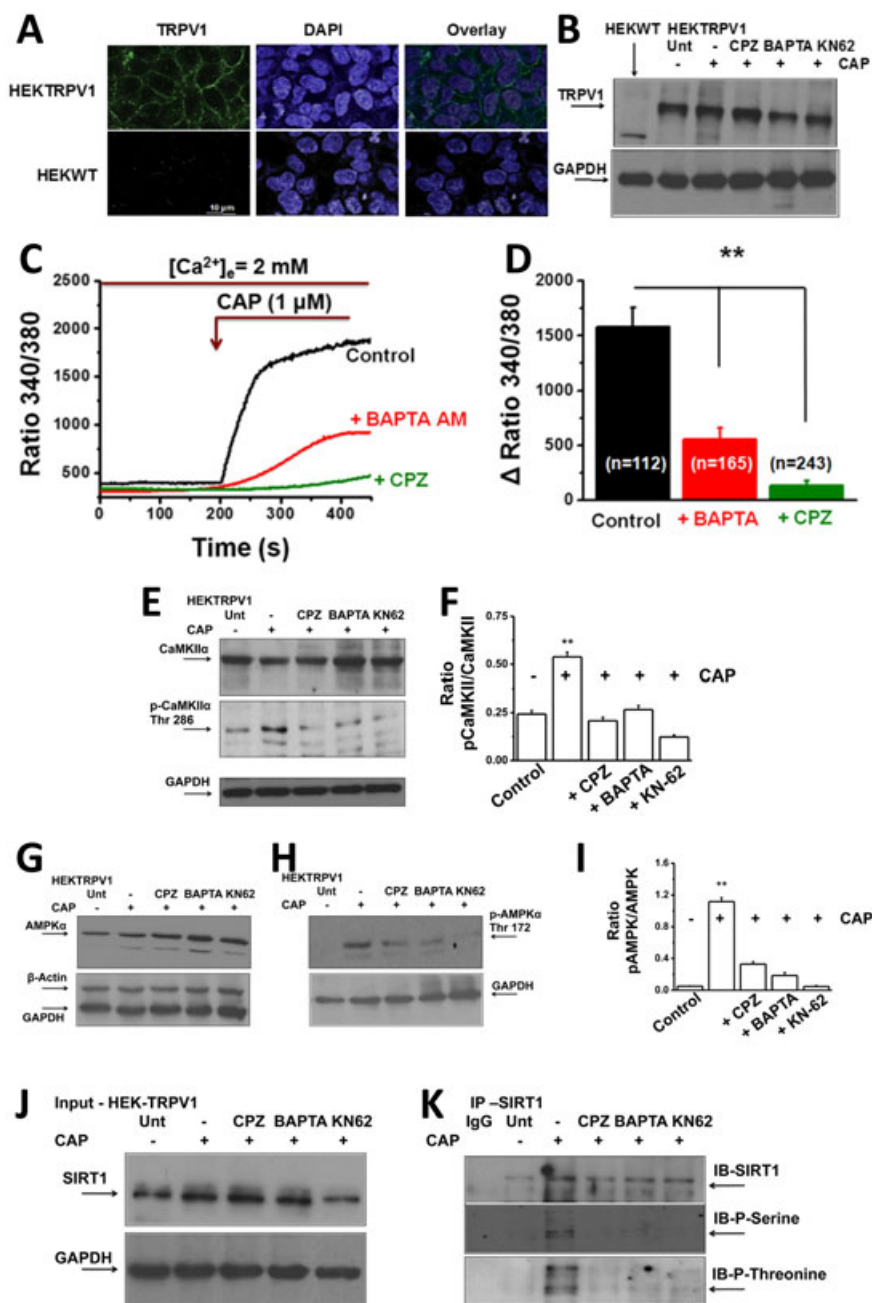 A
TRPV1 DAPI Overlay
HEKTRPV1
HEKWT
10 μm
B
HEKWT HEKTRPV1
Unt - CPZ BAPTA KN62
- + + + + CAP
TRPV1
GAPDH
C
[Ca²⁺]e= 2 mM
CAP (1 μM)
Control
+ BAPTA AM
+ CPZ
Ratio 340/380
2500
2000
1500
1000
500
0 100 200 300 400
Time (s)
D
**
Δ Ratio 340/380
2000
1500
1000
500
0
(n=112) (n=165) (n=243)
Control + BAPTA + CPZ
E
HEKTRPV1
Unt - CPZ BAPTA KN62
CAP - + + + +
CaMKIIα
p-CaMKIIα
Thr 286
GAPDH
F
Ratio
pCaMKII/CaMKII
0.75
0.50
0.25
0.00
**
- + + + + CAP
Control + CPZ + BAPTA + KN-62
G
HEKTRPV1
Unt - CPZ BAPTA KN62
CAP - + + + +
AMPKα
β-Actin
GAPDH
H
HEKTRPV1
Unt - CPZ BAPTA KN62
CAP - + + + +
p-AMPKα
Thr 172
GAPDH
I
Ratio
pAMPK/AMPK
1.6
1.2
0.8
0.4
0.0
**
- + + + + CAP
Control + CPZ + BAPTA + KN-62
J
Input - HEK-TRPV1
Unt - CPZ BAPTA KN62
CAP - + + + +
SIRT1
GAPDH
K
IP –SIRT1
IgG Unt - CPZ BAPTA KN62
CAP - + + + +
IB-SIRT1
IB-P-Serine
IB-P-Threonine